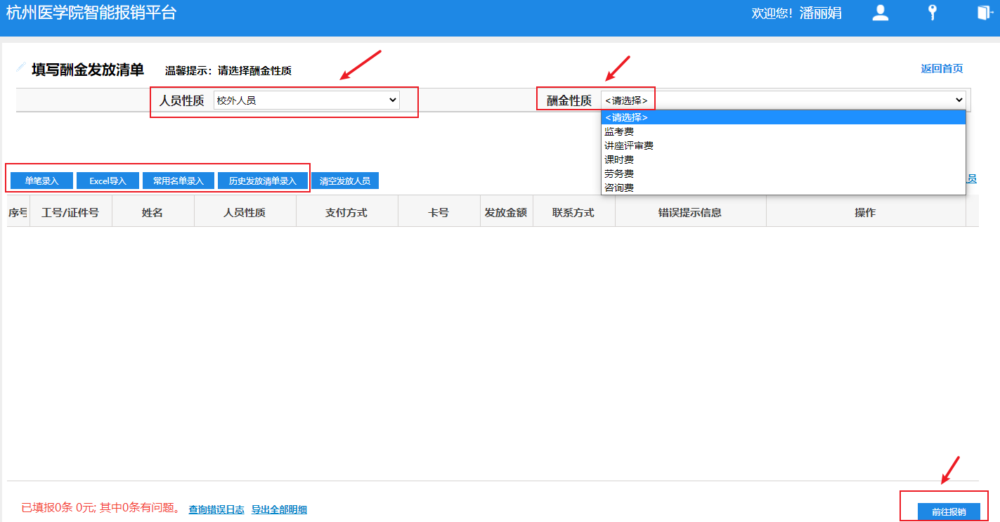 杭州医学院智能报销平台 欢迎您！潘丽娟
填写酬金发放清单 温馨提示：请选择酬金性质 返回首页
人员性质 校外人员 酬金性质 <请选择>
<请选择>
监考费
讲座评审费
课时费
劳务费
咨询费
单笔录入 Excel导入 常用名单录入 历史发放清单录入 清空发放人员 员
序号 工号/证件号 姓名 人员性质 支付方式 卡号 发放金额 联系方式 错误提示信息 操作
已填报0条 0元; 其中0条有问题。 查询错误日志 导出全部明细 前往报销